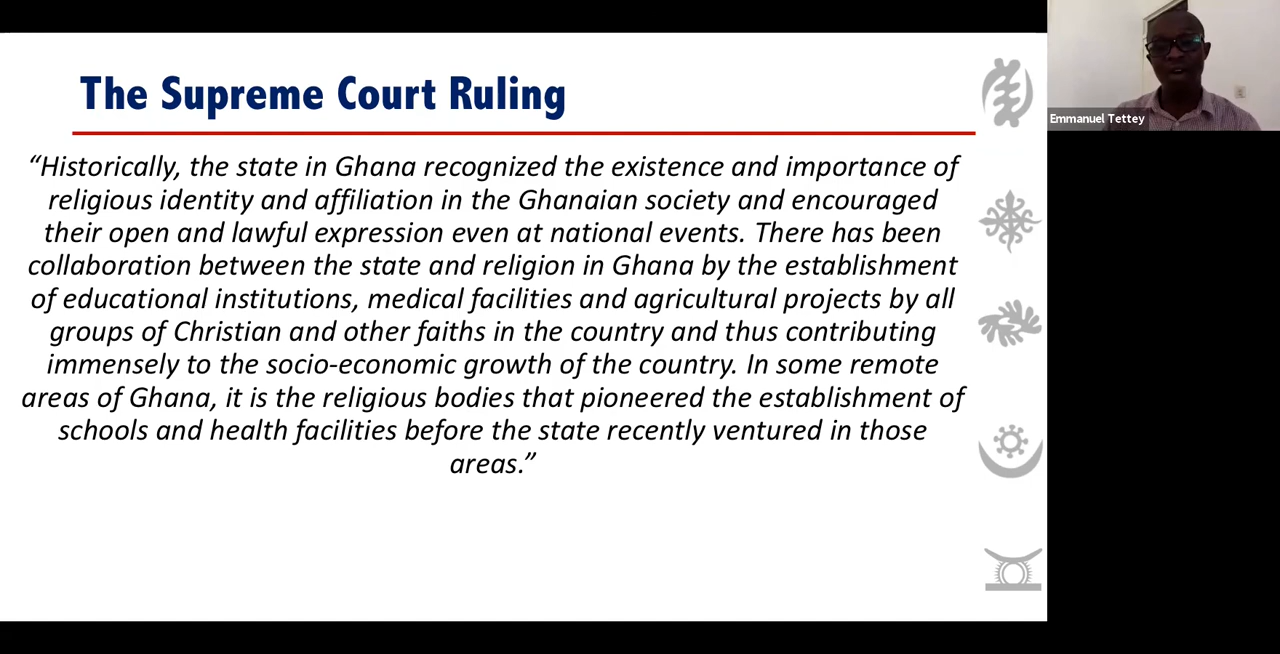 The Supreme Court Ruling
“Historically, the state in Ghana recognized the existence and importance of
religious identity and affiliation in the Ghanaian society and encouraged
their open and lawful expression even at national events. There has been
collaboration between the state and religion in Ghana by the establishment
of educational institutions, medical facilities and agricultural projects by all
groups of Christian and other faiths in the country and thus contributing
immensely to the socio-economic growth of the country. In some remote
areas of Ghana, it is the religious bodies that pioneered the establishment of
schools and health facilities before the state recently ventured in those
areas.”
Emmanuel Tettey